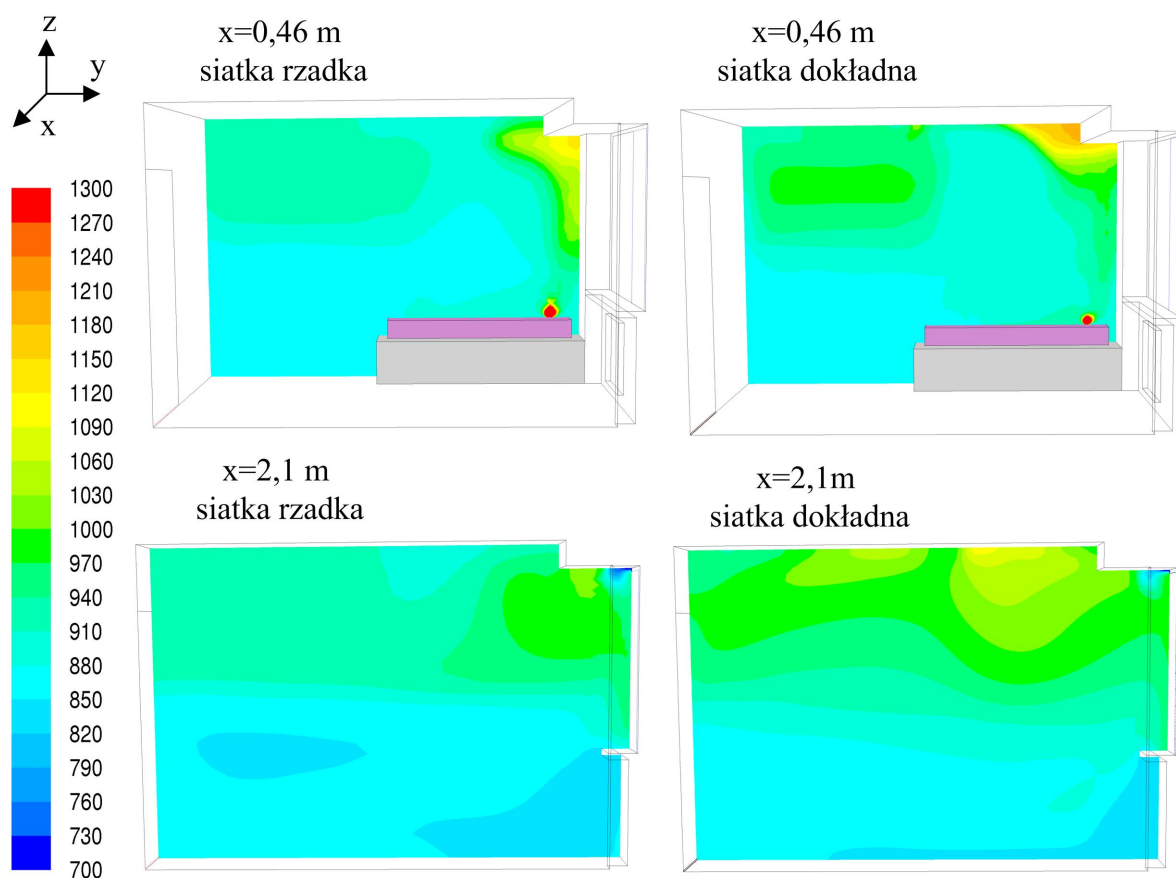 z
y
x
x=0,46 m
siatka rzadka
x=0,46 m
siatka dokładna
1300
1270
1240
1210
1180
1150
1120
1090
1060
1030
1000
970
940
910
880
850
820
790
760
730
700
x=2,1 m
siatka rzadka
x=2,1m
siatka dokładna